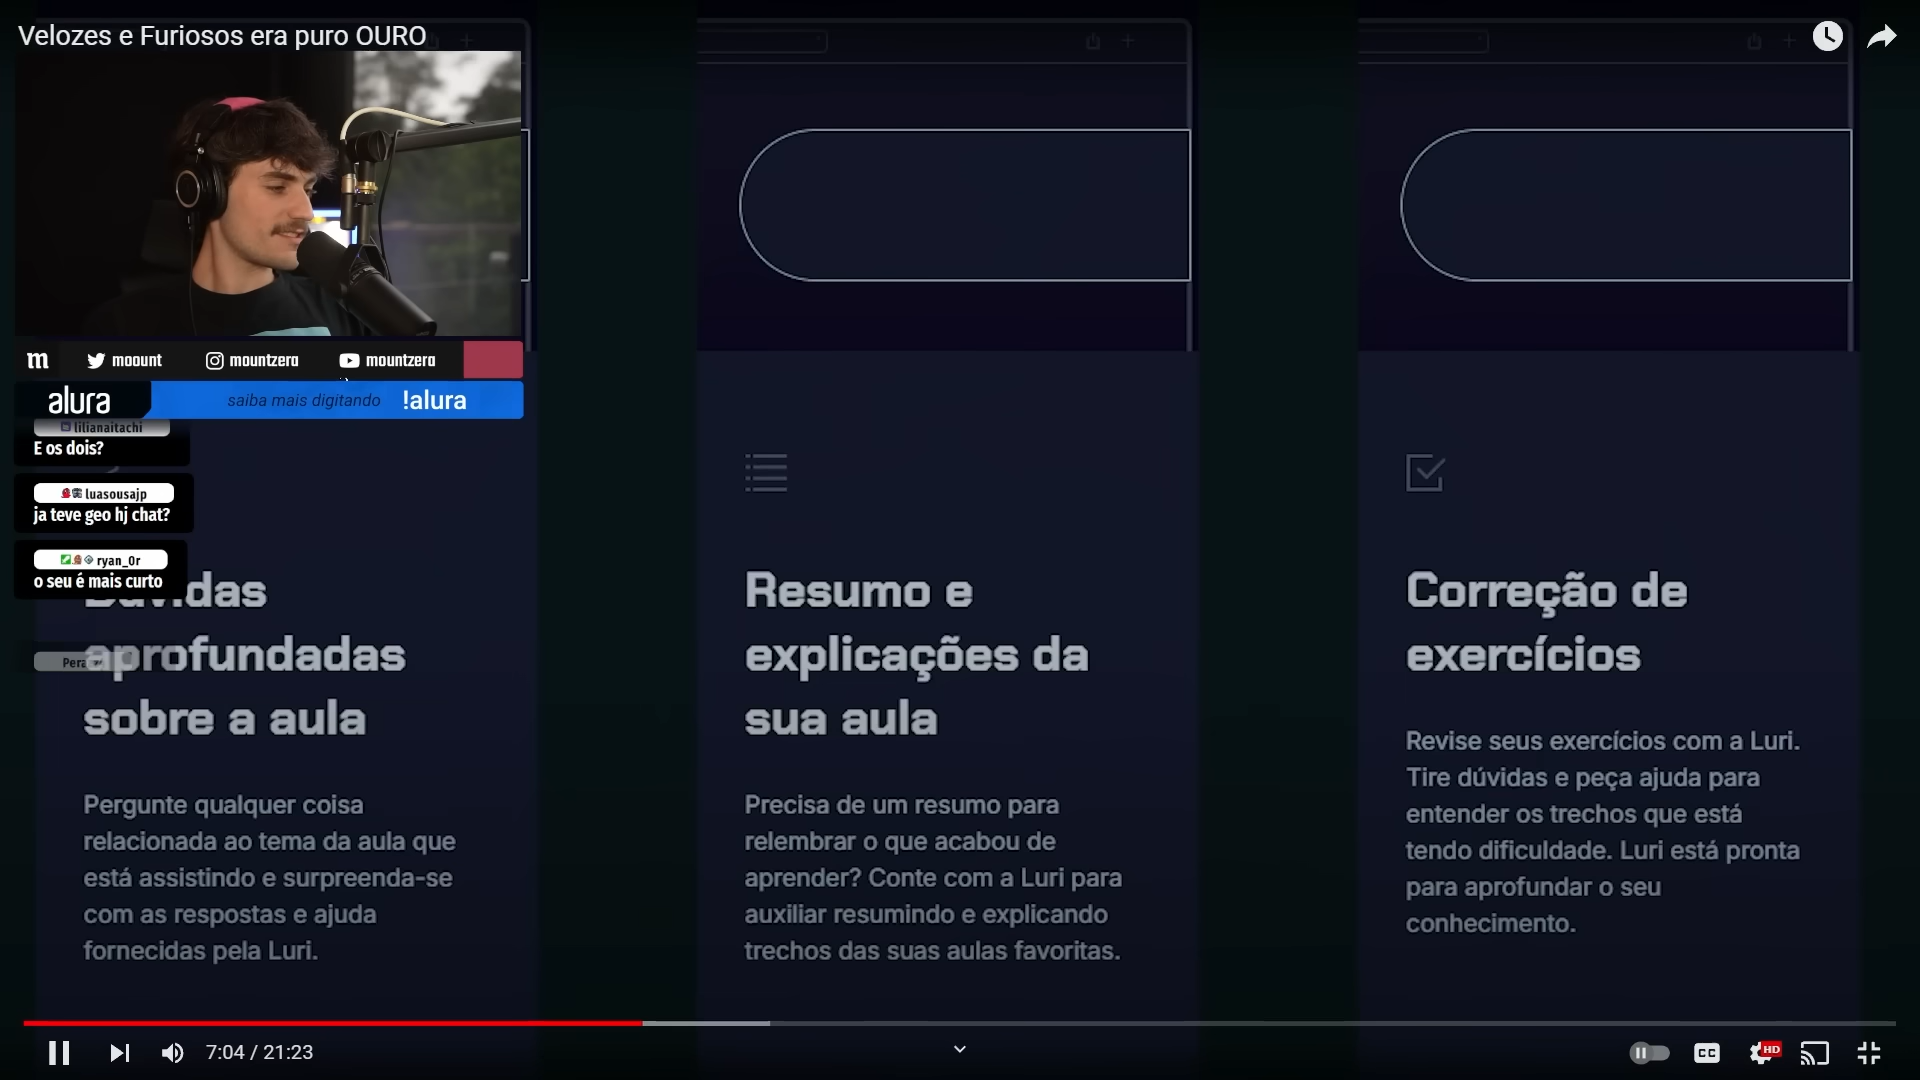 Velozes e Furiosos era puro OURO
m moount mountzera mountzera
alura saiba mais digitando !alura
lilianaitachi
E os dois?
luasousajp
ja teve geo hj chat?
ryan_0r
o seu é mais curto
aprofundadas
sobre a aula
Pergunte qualquer coisa
relacionada ao tema da aula que
está assistindo e surpreenda-se
com as respostas e ajuda
fornecidas pela Luri.
Resumo e
explicações da
sua aula
Precisa de um resumo para
relembrar o que acabou de
aprender? Conte com a Luri para
auxiliar resumindo e explicando
trechos das suas aulas favoritas.
Correção de
exercícios
Revise seus exercícios com a Luri.
Tire dúvidas e peça ajuda para
entender os trechos que está
tendo dificuldade. Luri está pronta
para aprofundar o seu
conhecimento.
7:04 / 21:23
CC
HD